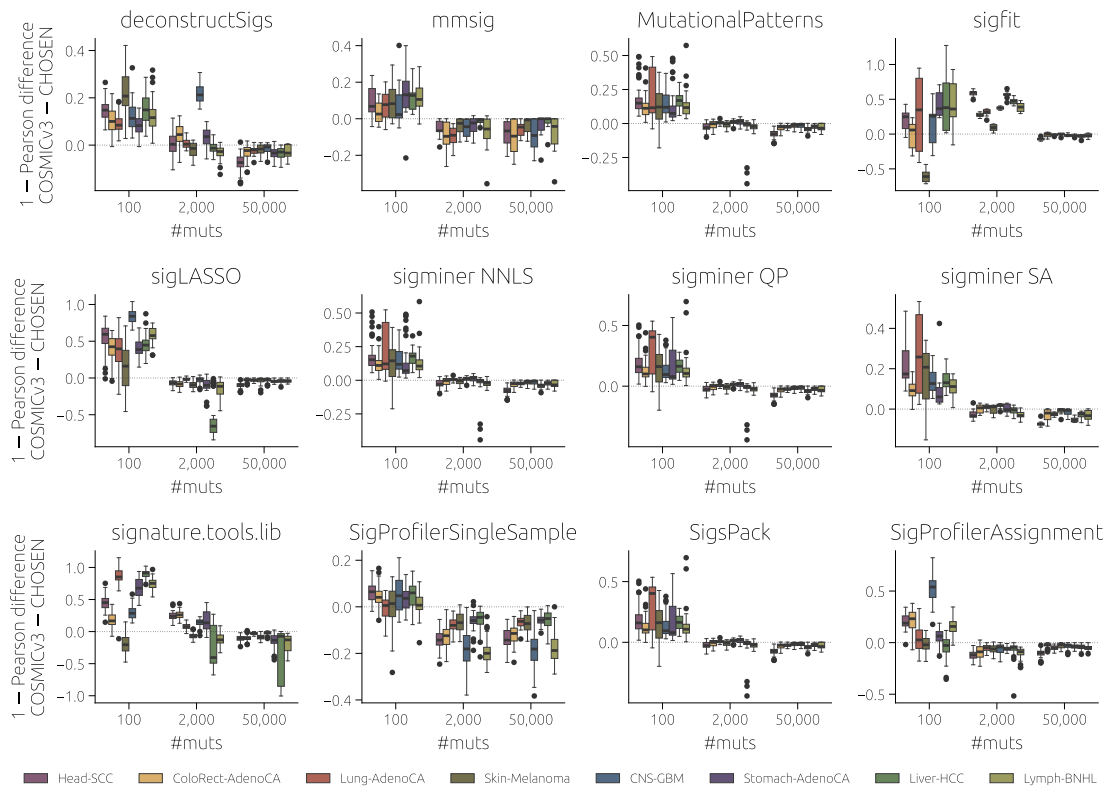 deconstructSigs
mmsig
MutationalPatterns
sigfit
1 − Pearson difference
COSMICv3 − CHOSEN
0.4
0.2
0.0
0.4
0.2
0.0
−0.2
0.50
0.25
0.00
−0.25
1.0
0.5
0.0
−0.5
100 2,000 50,000
100 2,000 50,000
100 2,000 50,000
100 2,000 50,000
#muts
#muts
#muts
#muts
sigLASSO
sigminer NNLS
sigminer QP
sigminer SA
1 − Pearson difference
COSMICv3 − CHOSEN
1.0
0.5
0.0
−0.5
0.50
0.25
0.00
−0.25
0.5
0.0
0.4
0.2
0.0
100 2,000 50,000
100 2,000 50,000
100 2,000 50,000
100 2,000 50,000
#muts
#muts
#muts
#muts
signature.tools.lib
SigProfilerSingleSample
SigsPack
SigProfilerAssignment
1 − Pearson difference
COSMICv3 − CHOSEN
1.0
0.5
0.0
−0.5
−1.0
0.2
0.0
−0.2
−0.4
0.5
0.0
0.5
0.0
−0.5
100 2,000 50,000
100 2,000 50,000
100 2,000 50,000
100 2,000 50,000
#muts
#muts
#muts
#muts
Head-SCC ColoRect-AdenoCA Lung-AdenoCA Skin-Melanoma CNS-GBM Stomach-AdenoCA Liver-HCC Lymph-BNHL